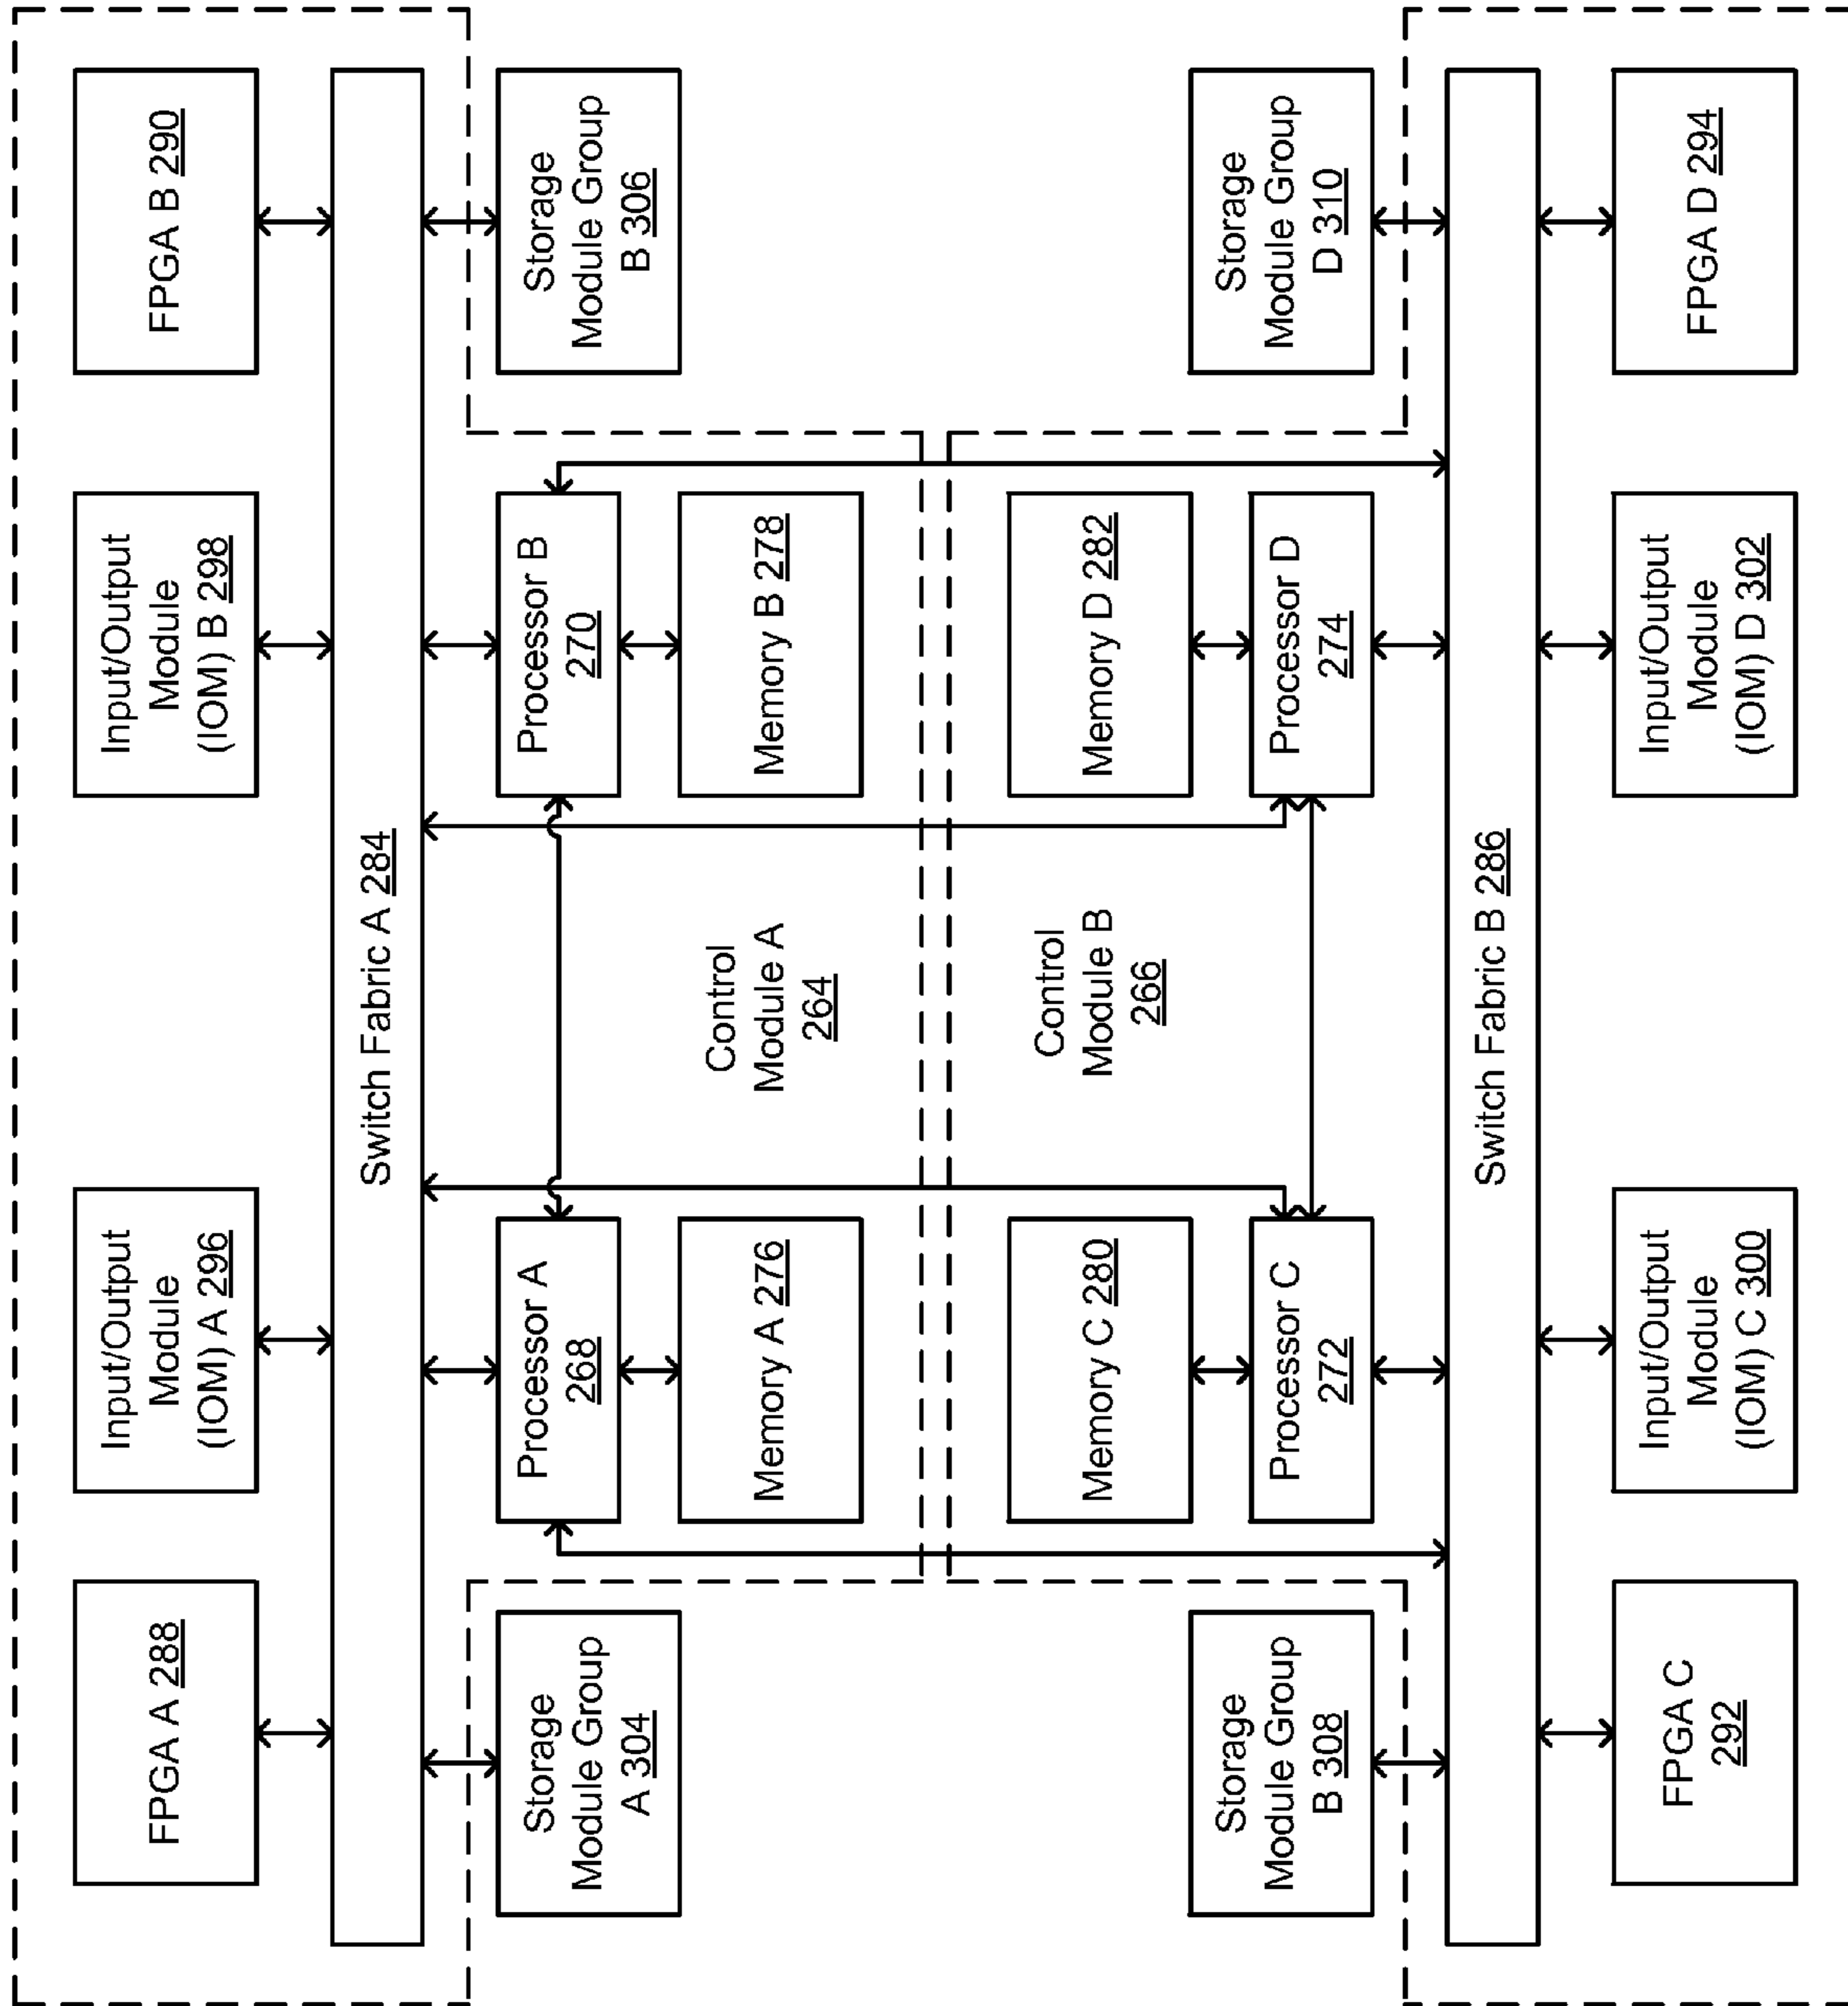 FPGA A 288
Input/Output
Module
(IOM) A 296
Input/Output
Module
(IOM) B 298
FPGA B 290
Switch Fabric A 284
Storage
Module Group
A 304
Processor A
268
Processor B
270
Storage
Module Group
B 306
Memory A 276
Memory B 278
Control
Module A
264
Control
Module B
266
Memory C 280
Memory D 282
Storage
Module Group
B 308
Processor C
272
Processor D
274
Storage
Module Group
D 310
Switch Fabric B 286
FPGA C
292
Input/Output
Module
(IOM) C 300
Input/Output
Module
(IOM) D 302
FPGA D 294